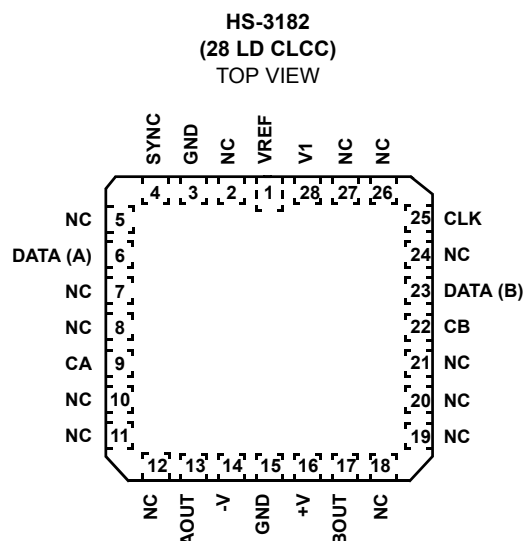 HS-3182
(28 LD CLCC)
TOP VIEW
SYNC
GND
NC
VREF
V1
NC
NC
4
3
2
1
28
27
26
NC
5
25
CLK
DATA (A)
6
24
NC
NC
7
23
DATA (B)
NC
8
22
CB
CA
9
21
NC
NC
10
20
NC
NC
11
19
NC
12
13
14
15
16
17
18
NC
AOUT
-V
GND
+V
BOUT
NC